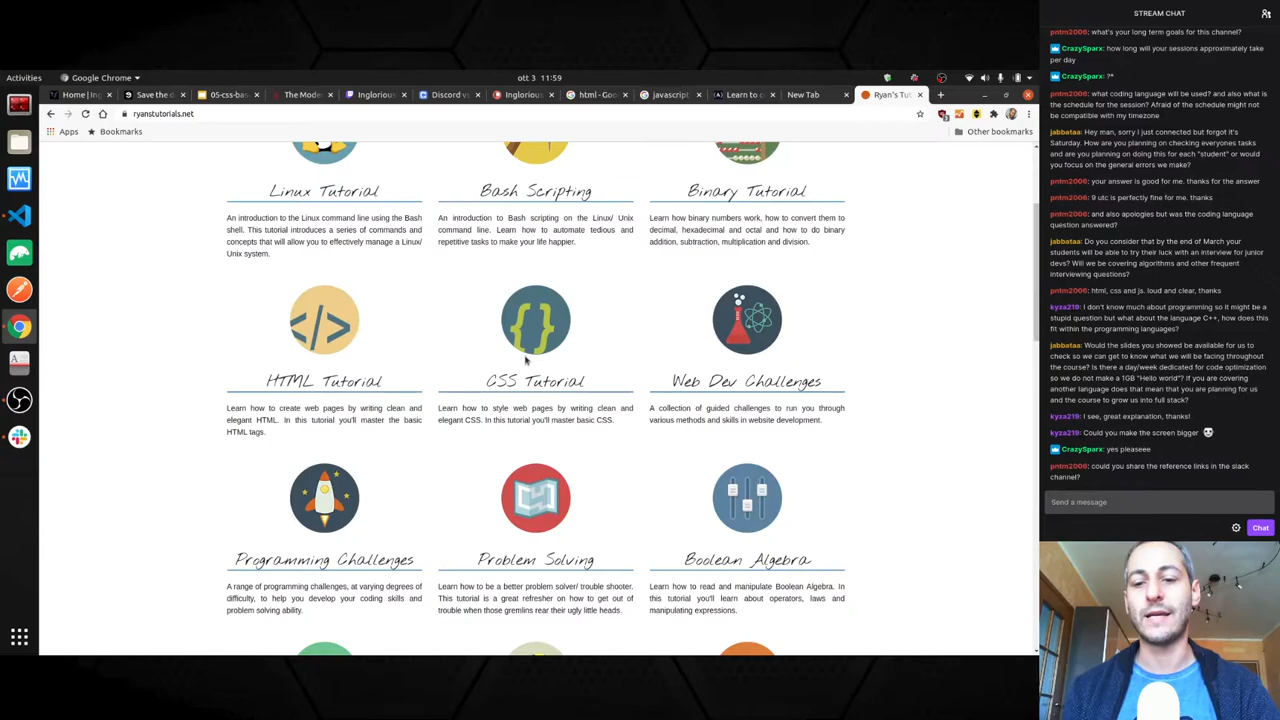 Activities
Google Chrome
ott 3 11:59
Home | Ing
Save the d
05-css-bas
The Mode
Inglorious
Discord v
Inglorious
html - Goo
javascript
Learn to c
New Tab
Ryan's Tut
ryanstutorials.net
Apps
Bookmarks
Other bookmarks
Linux Tutorial
An introduction to the Linux command line using the Bash
shell. This tutorial introduces a series of commands and
concepts that will allow you to effectively manage a Linux/
Unix system.
Bash Scripting
An introduction to Bash scripting on the Linux/ Unix
command line. Learn how to automate tedious and
repetitive tasks to make your life happier.
Binary Tutorial
Learn how binary numbers work, how to convert them to
decimal, hexadecimal and octal and how to do binary
addition, subtraction, multiplication and division.
</>
HTML Tutorial
Learn how to create web pages by writing clean and
elegant HTML. In this tutorial you'll master the basic
HTML tags.
{}
CSS Tutorial
Learn how to style web pages by writing clean and
elegant CSS. In this tutorial you'll master basic CSS.
Web Dev Challenges
A collection of guided challenges to run you through
various methods and skills in website development.
Programming Challenges
A range of programming challenges, at varying degrees of
difficulty, to help you develop your coding skills and
problem solving ability.
Problem Solving
Learn how to be a better problem solver/ trouble shooter.
This tutorial is a great refresher on how to get out of
trouble when those gremlins rear their ugly little heads.
Boolean Algebra
Learn how to read and manipulate Boolean Algebra. In
this tutorial you'll learn about operators, laws and
manipulating expressions.
STREAM CHAT
pntm2006: what's your long term goals for this channel?
CrazySparx: how long will your sessions approximately take
per day
CrazySparx: ?*
pntm2006: what coding language will be used? and also what is
the schedule for the session? Afraid of the schedule might not
be compatible with my timezone
jabbataa: Hey man, sorry I just connected but forgot it's
Saturday. How are you planning on checking everyones tasks
and are you planning on doing this for each "student" or would
you focus on the general errors we make?
pntm2006: your answer is good for me. thanks for the answer
pntm2006: 9 utc is perfectly fine for me. thanks
pntm2006: and also apologies but was the coding language
question answered?
jabbataa: Do you consider that by the end of March your
students will be able to try their luck with an interview for junior
devs? Will we be covering algorithms and other frequent
interviewing questions?
pntm2006: html, css and js. loud and clear, thanks
kyza219: I don't know much about programming so it might be a
stupid question but what about the language C++, how does this
fit within the programming languages?
jabbataa: Would the slides you showed be available for us to
check so we can get to know what we will be facing throughout
the course? Is there a day/week dedicated for code optimization
so we do not make a 1GB "Hello world"? If you are covering
another language does that mean that you are planning for us
and the course to grow us into full stack?
kyza219: I see, great explanation, thanks!
kyza219: Could you make the screen bigger
CrazySparx: yes pleaseee
pntm2006: could you share the reference links in the slack
channel?
Send a message
Chat